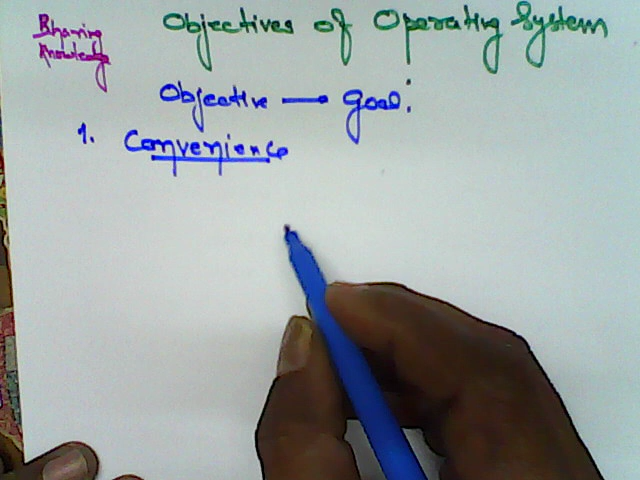 Sharing
Knowledge
Objectives of Operating System
Objective → Goal:
1. Convenience